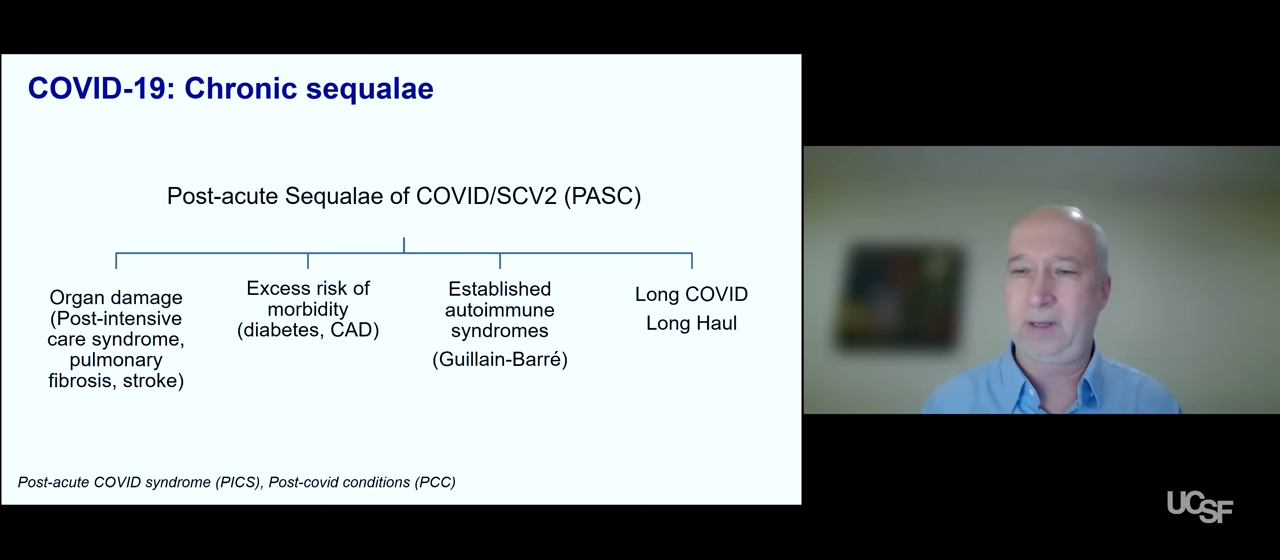 COVID-19: Chronic sequalae
Post-acute Sequalae of COVID/SCV2 (PASC)
Organ damage
(Post-intensive
care syndrome,
pulmonary
fibrosis, stroke)
Excess risk of
morbidity
(diabetes, CAD)
Established
autoimmune
syndromes
(Guillain-Barré)
Long COVID
Long Haul
Post-acute COVID syndrome (PICS), Post-covid conditions (PCC)
UCSF